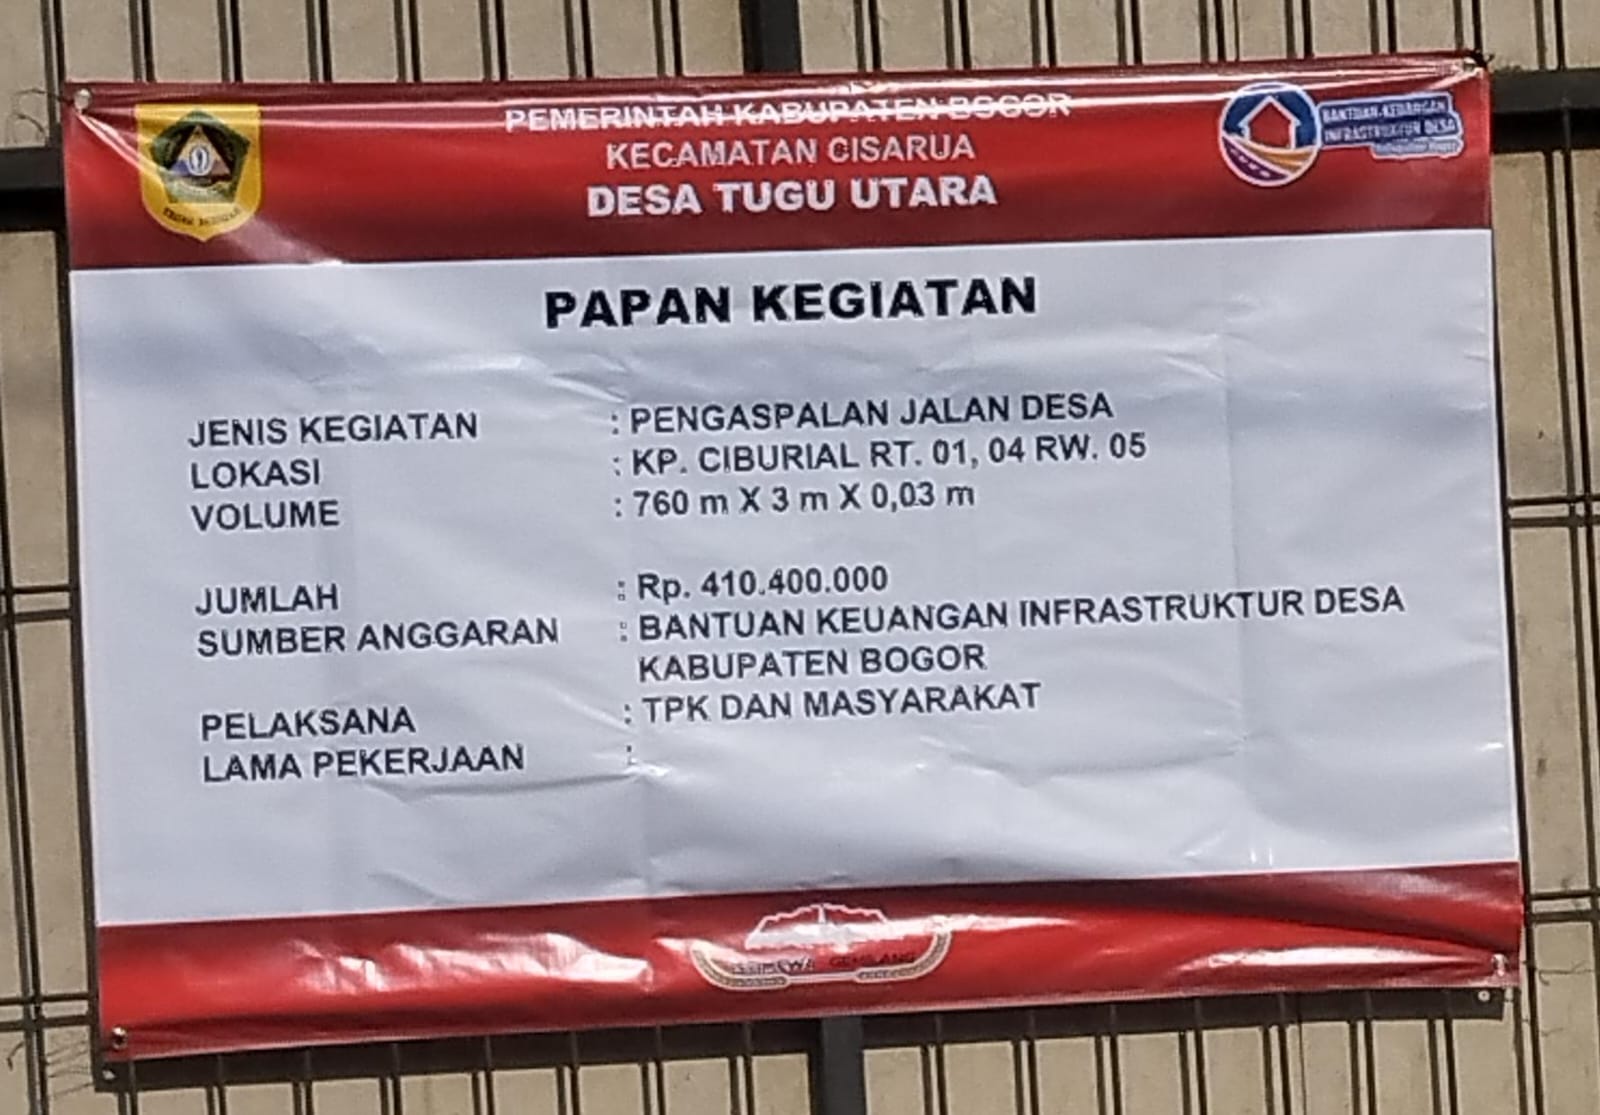 PEMERINTAH KABUPATEN BOGOR
KECAMATAN CISARUA
DESA TUGU UTARA
BANTUAN KEUANGAN
INFRASTRUKTUR DESA
PAPAN KEGIATAN
JENIS KEGIATAN : PENGASPALAN JALAN DESA
LOKASI : KP. CIBURIAL RT. 01, 04 RW. 05
VOLUME : 760 m X 3 m X 0,03 m
JUMLAH : Rp. 410.400.000
SUMBER ANGGARAN : BANTUAN KEUANGAN INFRASTRUKTUR DESA
KABUPATEN BOGOR
PELAKSANA : TPK DAN MASYARAKAT
LAMA PEKERJAAN :
GEMILANG